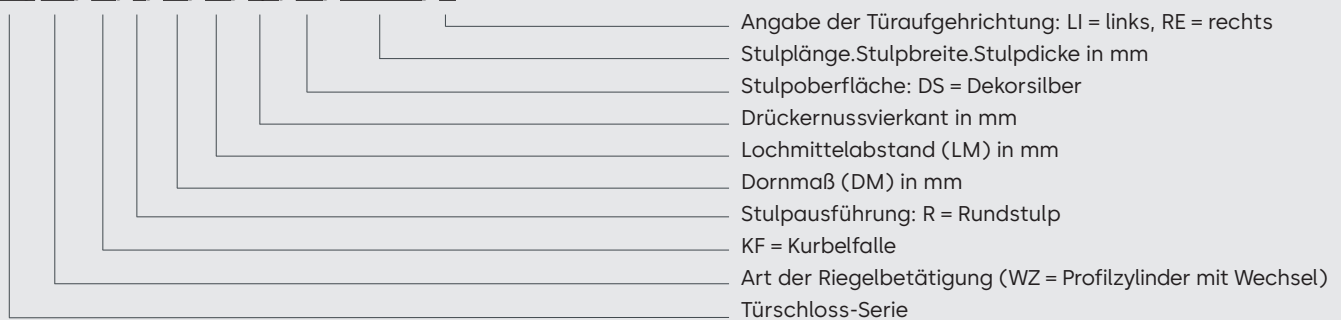 Angabe der Türaufgehrichtung: LI = links, RE = rechts
Stulplänge.Stulpbreite.Stulpdicke in mm
Stulpoberfläche: DS = Dekorsilber
Drückernussvierkant in mm
Lochmittelabstand (LM) in mm
Dornmaß (DM) in mm
Stulpausführung: R = Rundstulp
KF = Kurbelfalle
Art der Riegelbetätigung (WZ = Profilzylinder mit Wechsel)
Türschloss-Serie